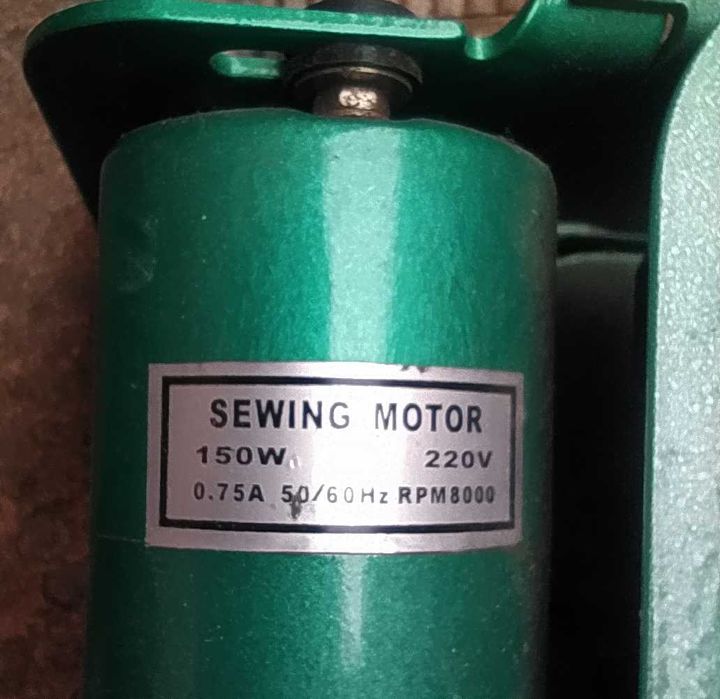 SEWING MOTOR
150W 220V
0.75A 50/60Hz RPM8000